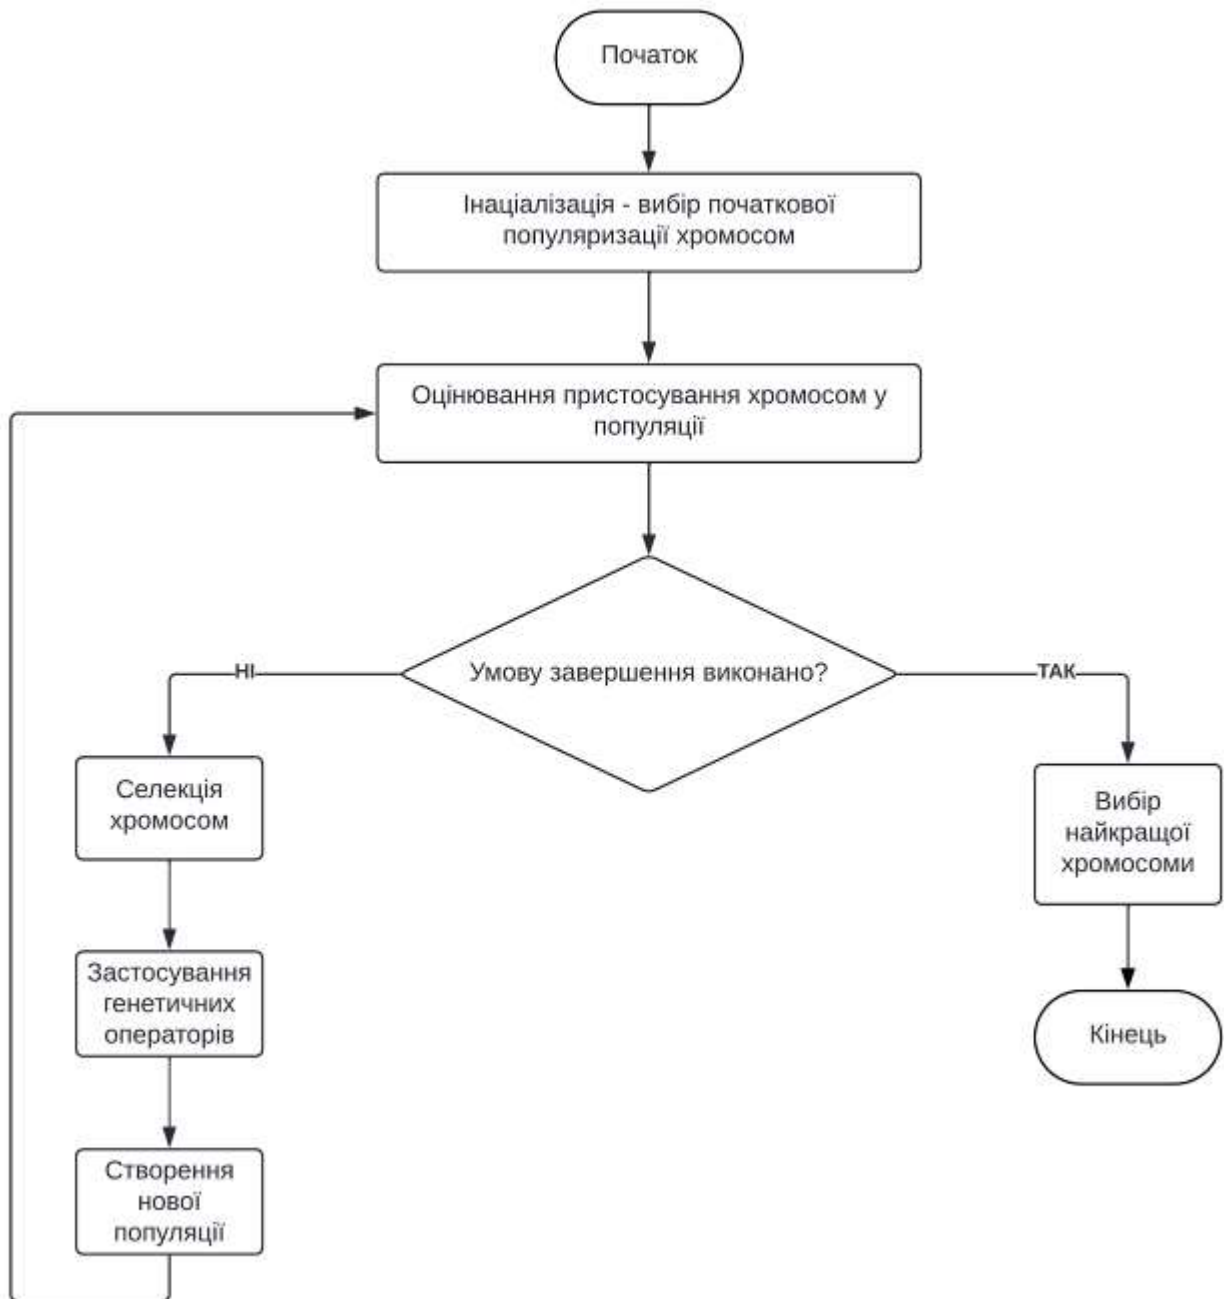 Початок
Інаціалізація - вибір початкової
популяризації хромосом
Оцінювання пристосування хромосом у
популяції
Умову завершення виконано?
НІ
ТАК
Селекція
хромосом
Застосування
генетичних
операторів
Створення
нової
популяції
Вибір
найкращої
хромосоми
Кінець